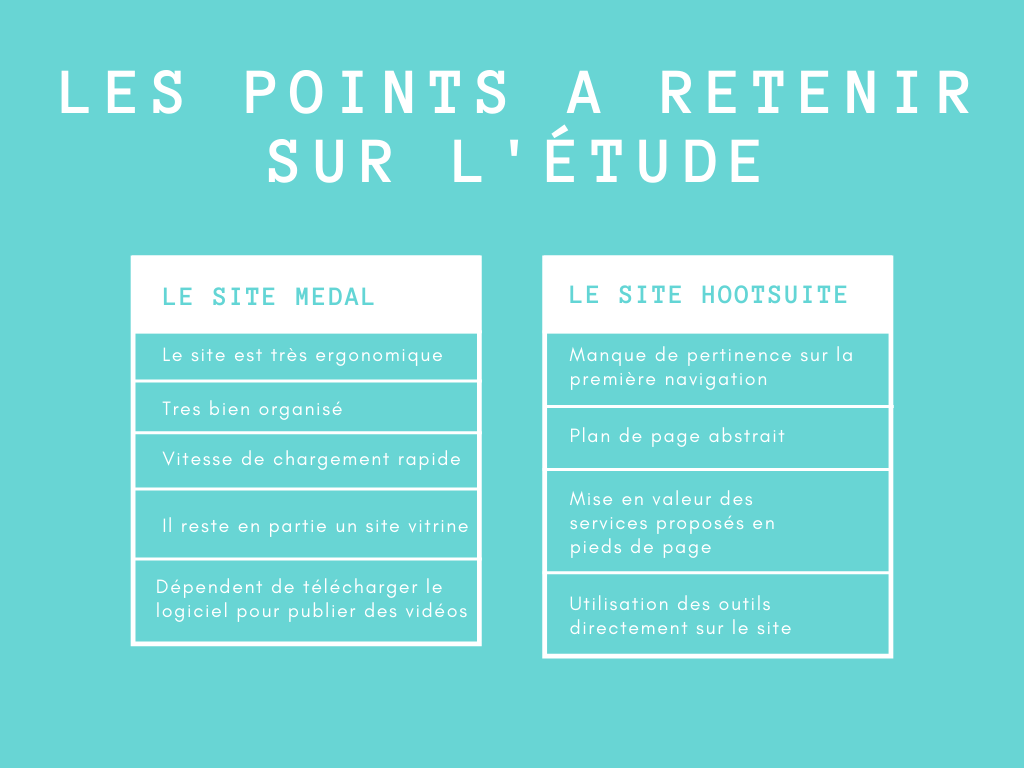 LES POINTS A RETENIR
SUR L'ÉTUDE
LE SITE MEDAL
Le site est très ergonomique
Tres bien organisé
Vitesse de chargement rapide
Il reste en partie un site vitrine
Dépendent de télécharger le
logiciel pour publier des vidéos
LE SITE HOOTSUITE
Manque de pertinence sur la
première navigation
Plan de page abstrait
Mise en valeur des
services proposés en
pieds de page
Utilisation des outils
directement sur le site